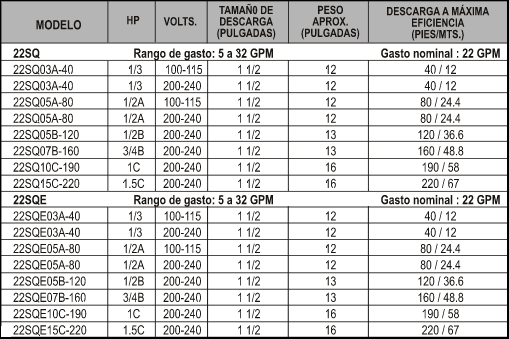 MODELO HP VOLTS. TAMAÑO DE DESCARGA (PULGADAS) PESO APROX. (PULGADAS) DESCARGA A MÁXIMA EFICIENCIA (PIES/MTS.)
22SQ Rango de gasto: 5 a 32 GPM Gasto nominal : 22 GPM
22SQ03A-40 1/3 100-115 1 1/2 12 40 / 12
22SQ03A-40 1/3 200-240 1 1/2 12 40 / 12
22SQ05A-80 1/2A 100-115 1 1/2 12 80 / 24.4
22SQ05A-80 1/2A 200-240 1 1/2 12 80 / 24.4
22SQ05B-120 1/2B 200-240 1 1/2 13 120 / 36.6
22SQ07B-160 3/4B 200-240 1 1/2 13 160 / 48.8
22SQ10C-190 1C 200-240 1 1/2 16 190 / 58
22SQ15C-220 1.5C 200-240 1 1/2 16 220 / 67
22SQE Rango de gasto: 5 a 32 GPM Gasto nominal : 22 GPM
22SQE03A-40 1/3 100-115 1 1/2 12 40 / 12
22SQE03A-40 1/3 200-240 1 1/2 12 40 / 12
22SQE05A-80 1/2A 100-115 1 1/2 12 80 / 24.4
22SQE05A-80 1/2A 200-240 1 1/2 12 80 / 24.4
22SQE05B-120 1/2B 200-240 1 1/2 13 120 / 36.6
22SQE07B-160 3/4B 200-240 1 1/2 13 160 / 48.8
22SQE10C-190 1C 200-240 1 1/2 16 190 / 58
22SQE15C-220 1.5C 200-240 1 1/2 16 220 / 67